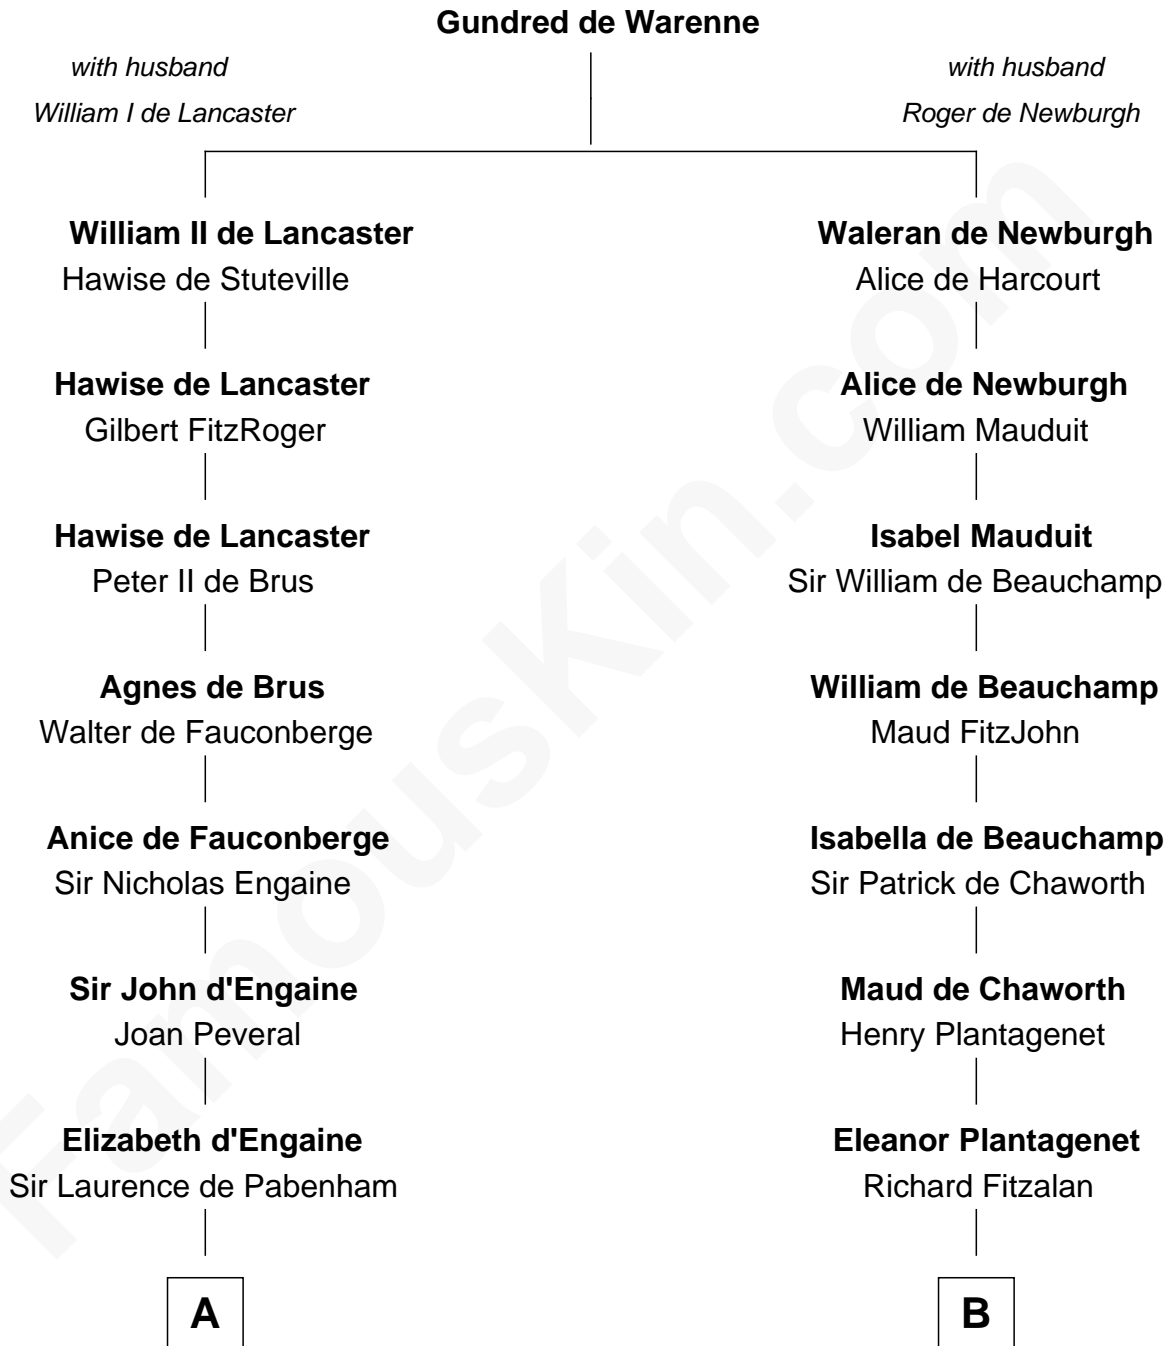 Gundred de Warenne
with husband
William I de Lancaster
with husband
Roger de Newburgh
William II de Lancaster
Hawise de Stuteville
Waleran de Newburgh
Alice de Harcourt
Hawise de Lancaster
Gilbert FitzRoger
Alice de Newburgh
William Mauduit
Hawise de Lancaster
Peter II de Brus
Isabel Mauduit
Sir William de Beauchamp
Agnes de Brus
Walter de Fauconberge
William de Beauchamp
Maud FitzJohn
Anice de Fauconberge
Sir Nicholas Engaine
Isabella de Beauchamp
Sir Patrick de Chaworth
Sir John d'Engaine
Joan Peveral
Maud de Chaworth
Henry Plantagenet
Elizabeth d'Engaine
Sir Laurence de Pabenham
Eleanor Plantagenet
Richard Fitzalan
A
B
FamousKin.com